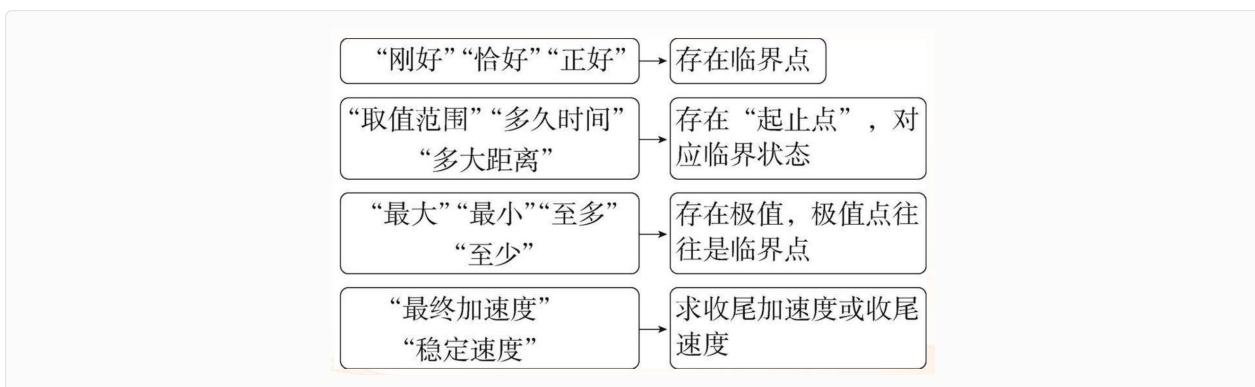 “刚好”“恰好”“正好”
存在临界点
“取值范围”“多久时间”
“多大距离”
存在“起止点”，对
应临界状态
“最大”“最小”“至多”
“至少”
存在极值，极值点往
往是临界点
“最终加速度”
“稳定速度”
求收尾加速度或收尾
速度